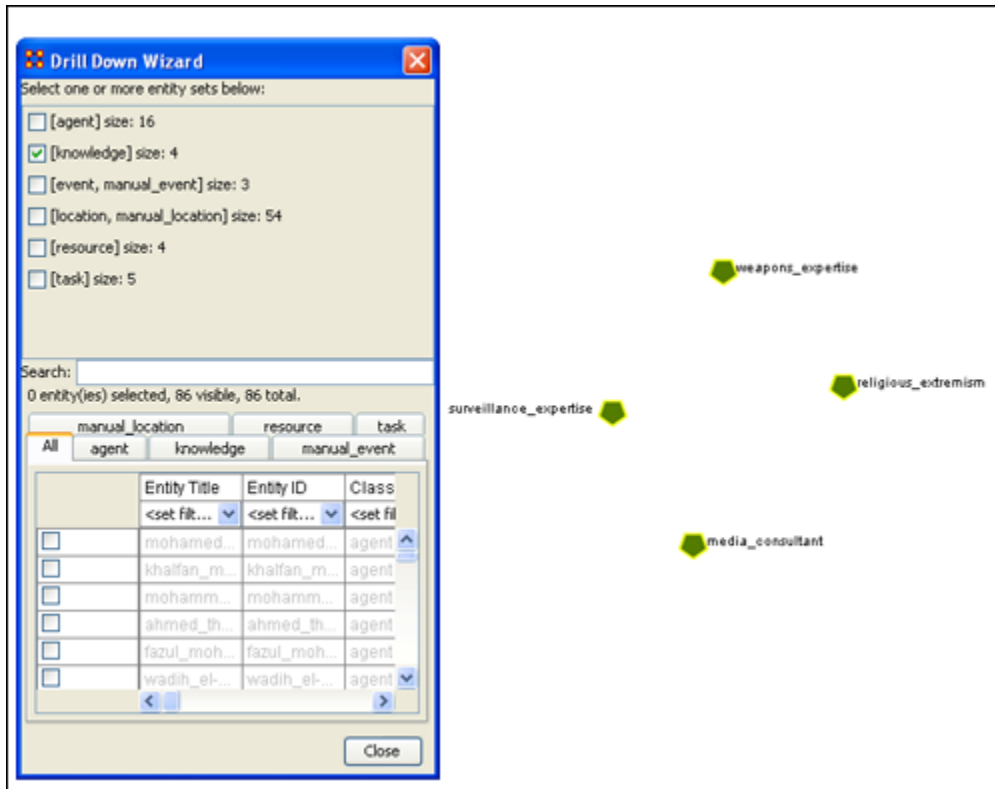 Drill Down Wizard
Select one or more entity sets below:
[agent] size: 16
[knowledge] size: 4
[event, manual_event] size: 3
[location, manual_location] size: 54
[resource] size: 4
[task] size: 5
Search:
0 entity(ies) selected, 86 visible, 86 total.
manual_location resource task
All agent knowledge manual_event
Entity Title Entity ID Class
<set filt... <set filt... <set fil
mohamed... mohamed... agent
khalfan_m... khalfan_m... agent
mohamm... mohamm... agent
ahmed_th... ahmed_th... agent
fazul_moh... fazul_moh... agent
wadih_el-... wadih_el-... agent
Close
weapons_expertise
religious_extremism
surveillance_expertise
media_consultant